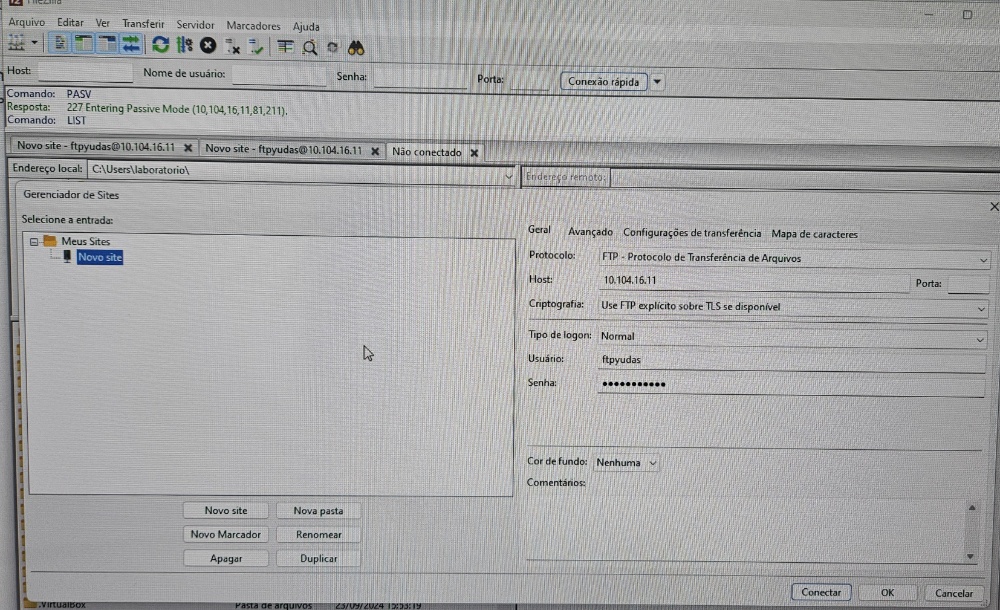 FileZilla
Arquivo Editar Ver Transferir Servidor Marcadores Ajuda
Host: Nome de usuário: Senha: Porta: Conexão rápida
Comando: PASV
Resposta: 227 Entering Passive Mode (10,104,16,11,81,211).
Comando: LIST
Novo site - ftpyudas@10.104.16.11 Novo site - ftpyudas@10.104.16.11 Não conectado
Endereço local: C:\Users\laboratorio\ Endereço remoto:
Gerenciador de Sites
Selecione a entrada:
Meus Sites
Novo site
Geral Avançado Configurações de transferência Mapa de caracteres
Protocolo: FTP - Protocolo de Transferência de Arquivos
Host: 10.104.16.11 Porta:
Criptografia: Use FTP explícito sobre TLS se disponível
Tipo de logon: Normal
Usuário: ftpyudas
Senha: •••••••••••
Cor de fundo: Nenhuma
Comentários:
Novo site Nova pasta
Novo Marcador Renomear
Apagar Duplicar
Conectar OK Cancelar
.VirtualBox Pasta de arquivos 23/09/2024 15:53:19